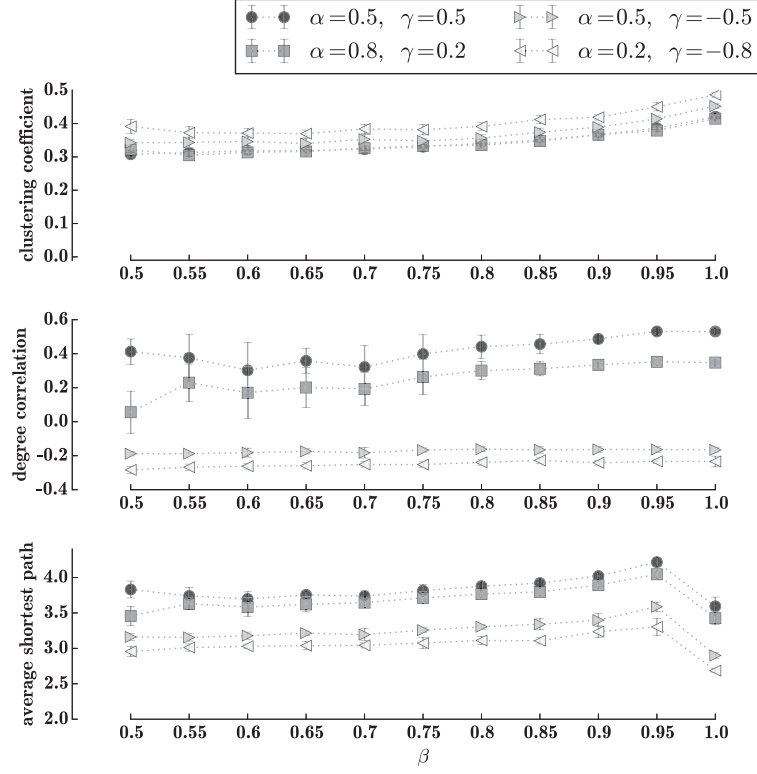 α=0.5, γ=0.5
α=0.5, γ=−0.5
α=0.8, γ=0.2
α=0.2, γ=−0.8
clustering coefficient
0.5
0.4
0.3
0.2
0.1
0.0
0.5 0.55 0.6 0.65 0.7 0.75 0.8 0.85 0.9 0.95 1.0
degree correlation
0.6
0.4
0.2
0.0
-0.2
-0.4
0.5 0.55 0.6 0.65 0.7 0.75 0.8 0.85 0.9 0.95 1.0
average shortest path
4.0
3.5
3.0
2.5
2.0
0.5 0.55 0.6 0.65 0.7 0.75 0.8 0.85 0.9 0.95 1.0
β